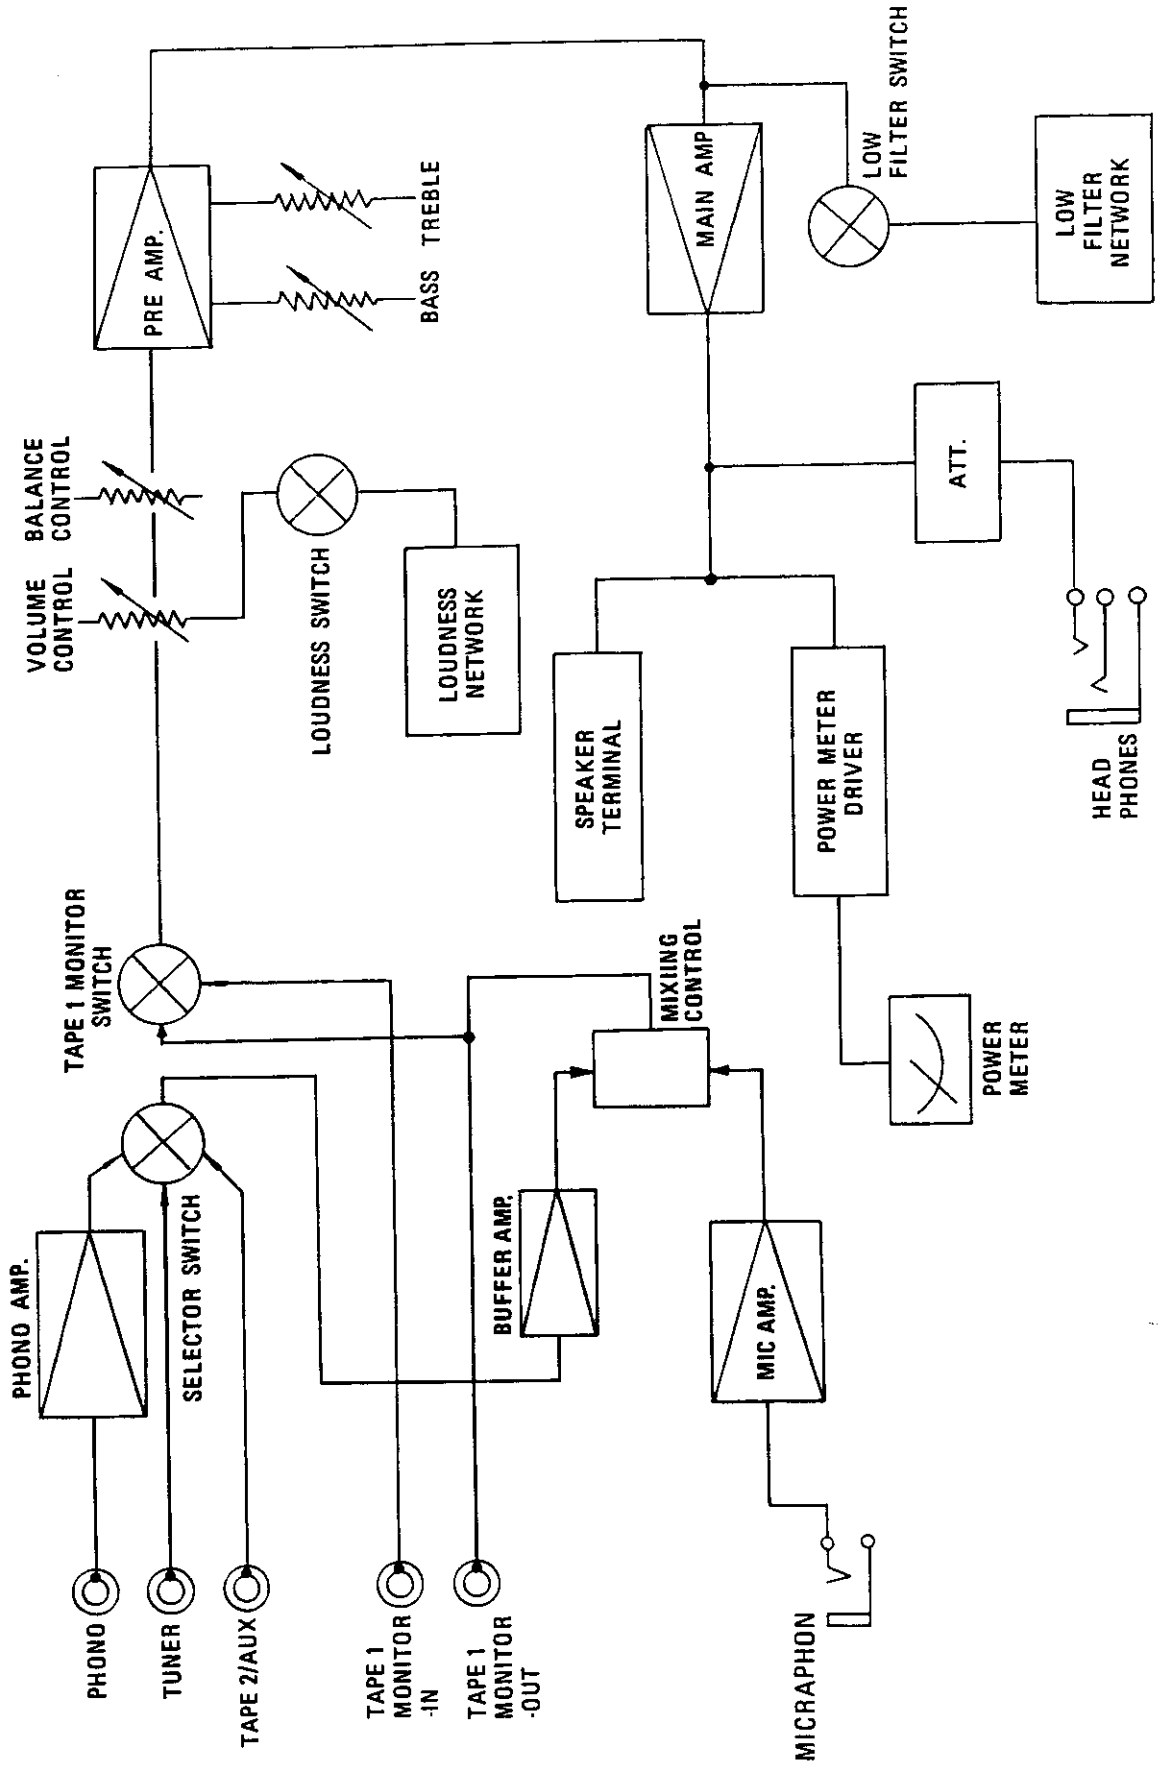 PHONO
TUNER
TAPE 2/AUX
TAPE 1
MONITOR
-IN
TAPE 1
MONITOR
-OUT
MICRAPHON
PHONO AMP.
SELECTOR SWITCH
BUFFER AMP.
MIC AMP.
TAPE 1 MONITOR
SWITCH
MIXIING
CONTROL
POWER
METER
VOLUME
CONTROL
BALANCE
CONTROL
LOUDNESS SWITCH
LOUDNESS
NETWORK
SPEAKER
TERMINAL
POWER METER
DRIVER
HEAD
PHONES
ATT.
PRE AMP.
BASS
TREBLE
MAIN AMP
LOW
FILTER SWITCH
LOW
FILTER
NETWORK